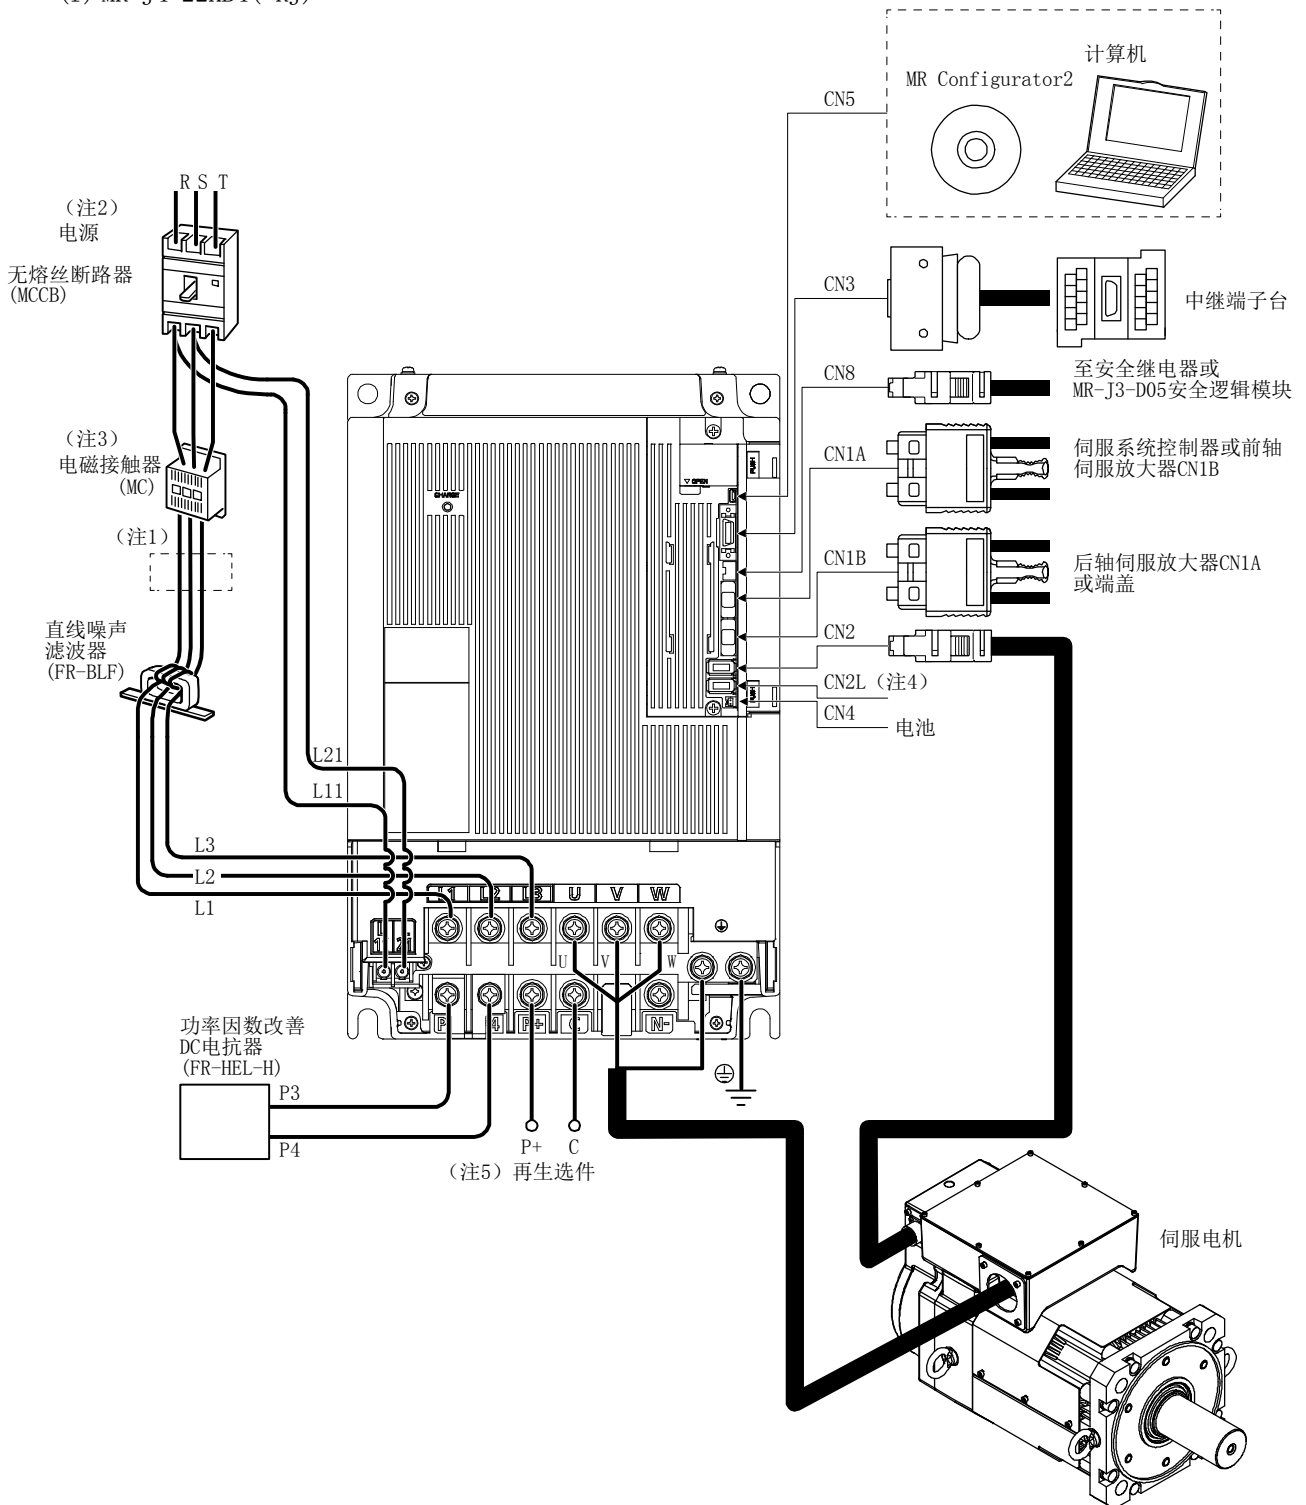 计算机
MR Configurator2
CN5
R S T
（注2）
电源
无熔丝断路器
(MCCB)
CN3
中继端子台
CN8
至安全继电器或
MR-J3-D05安全逻辑模块
（注3）
电磁接触器
(MC)
CN1A
伺服系统控制器或前轴
伺服放大器CN1B
OPEN
CHARGE
（注1）
CN1B
后轴伺服放大器CN1A
或端盖
直线噪声
滤波器
(FR-BLF)
CN2
CN2L（注4）
CN4
电池
L21
L11
L3
L2
L1
U V W
U V W
N-
功率因数改善
DC电抗器
(FR-HEL-H)
P3
P4
P+ C
（注5）再生选件
伺服电机